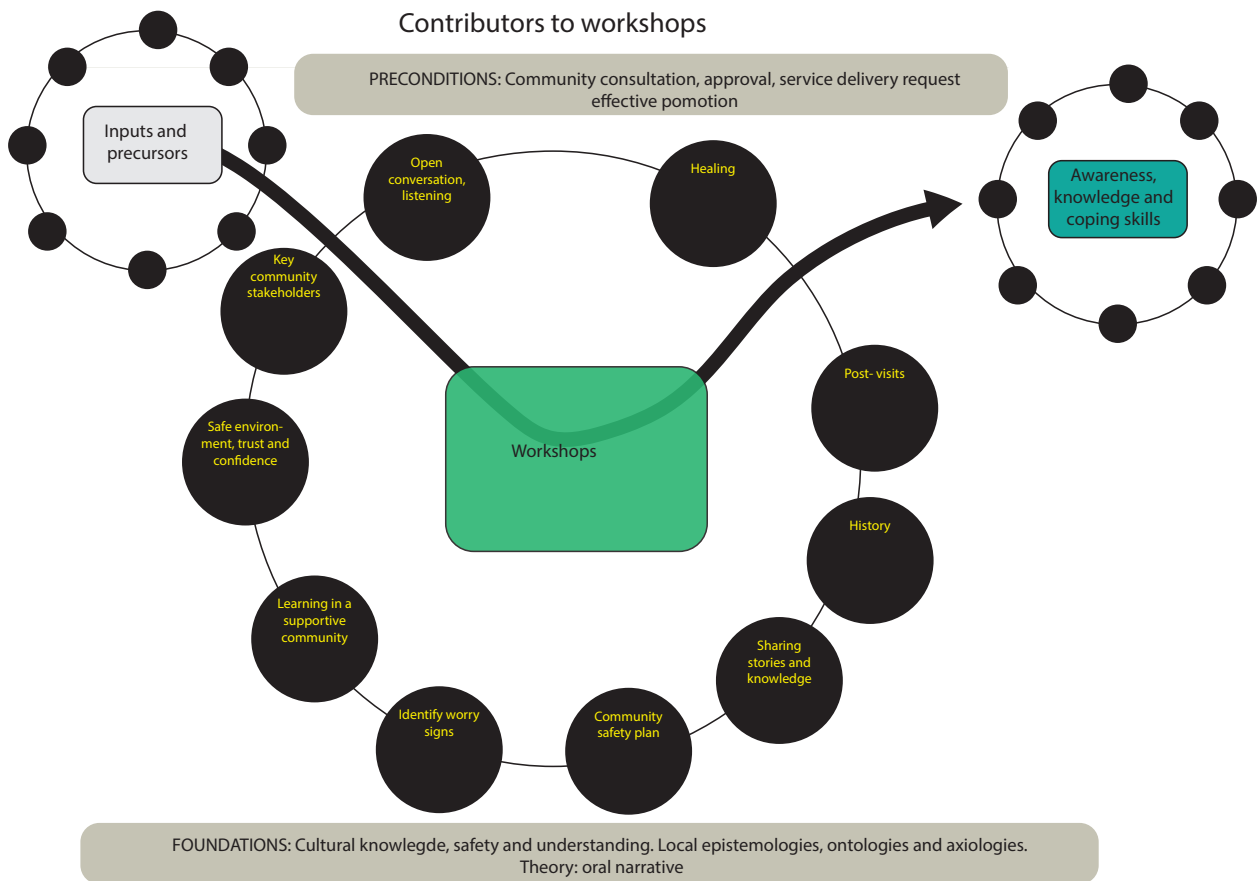 Contributors to workshops
PRECONDITIONS: Community consultation, approval, service delivery request
effective pomotion
Inputs and
precursors
Awareness,
knowledge and
coping skills
Open
conversation,
listening
Healing
Key
community
stakeholders
Post- visits
Safe environ-
ment, trust and
confidence
Workshops
History
Learning in a
supportive
community
Sharing
stories and
knowledge
Identify worry
signs
Community
safety plan
FOUNDATIONS: Cultural knowlegde, safety and understanding. Local epistemologies, ontologies and axiologies.
Theory: oral narrative